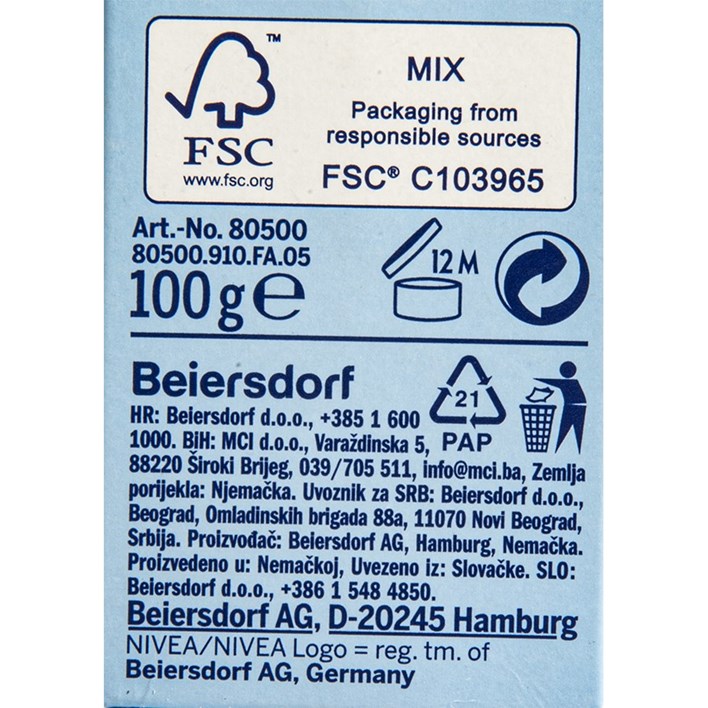 TM
MIX
Packaging from
responsible sources
FSC
www.fsc.org
FSC® C103965
Art.-No. 80500
80500.910.FA.05
12 M
100 g e
Beiersdorf
21
PAP
HR: Beiersdorf d.o.o., +385 1 600
1000. BiH: MCI d.o.o., Varaždinska 5,
88220 Široki Brijeg, 039/705 511, info@mci.ba, Zemlja
porijekla: Njemačka. Uvoznik za SRB: Beiersdorf d.o.o.,
Beograd, Omladinskih brigada 88a, 11070 Novi Beograd,
Srbija. Proizvođač: Beiersdorf AG, Hamburg, Nemačka.
Proizvedeno u: Nemačkoj, Uvezeno iz: Slovačke. SLO:
Beiersdorf d.o.o., +386 1 548 4850.
Beiersdorf AG, D-20245 Hamburg
NIVEA/NIVEA Logo = reg. tm. of
Beiersdorf AG, Germany